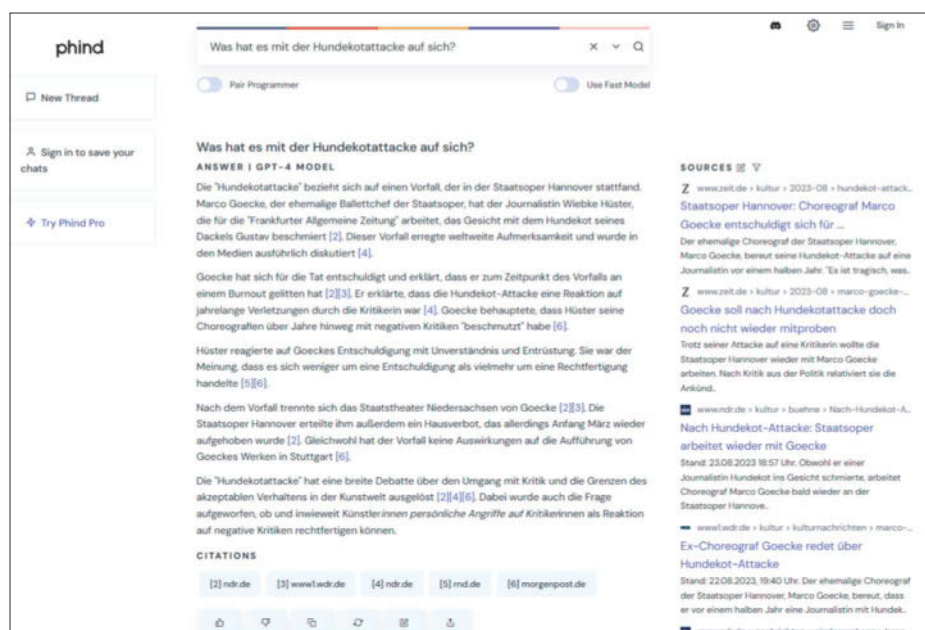 phind
New Thread
Sign in to save your
chats
Try Phind Pro
Sign In
Was hat es mit der Hundekotattacke auf sich?
Pair Programmer
Use Fast Model
Was hat es mit der Hundekotattacke auf sich?
ANSWER | GPT-4 MODEL
Die "Hundekotattacke" bezieht sich auf einen Vorfall, der in der Staatsoper Hannover stattfand.
Marco Goecke, der ehemalige Ballettchef der Staatsoper, hat der Journalistin Wiebke Hüster,
die für die "Frankfurter Allgemeine Zeitung" arbeitet, das Gesicht mit dem Hundekot seines
Dackels Gustav beschmiert [2]. Dieser Vorfall erregte weltweite Aufmerksamkeit und wurde in
den Medien ausführlich diskutiert [4].
Goecke hat sich für die Tat entschuldigt und erklärt, dass er zum Zeitpunkt des Vorfalls an
einem Burnout gelitten hat [2][3]. Er erklärte, dass die Hundekot-Attacke eine Reaktion auf
jahrelange Verletzungen durch die Kritikerin war [4]. Goecke behauptete, dass Hüster seine
Choreografien über Jahre hinweg mit negativen Kritiken "beschmutzt" habe [6].
Hüster reagierte auf Goeckes Entschuldigung mit Unverständnis und Entrüstung. Sie war der
Meinung, dass es sich weniger um eine Entschuldigung als vielmehr um eine Rechtfertigung
handelte [5][6].
Nach dem Vorfall trennte sich das Staatstheater Niedersachsen von Goecke [2][3]. Die
Staatsoper Hannover erteilte ihm außerdem ein Hausverbot, das allerdings Anfang März wieder
aufgehoben wurde [2]. Gleichwohl hat der Vorfall keine Auswirkungen auf die Aufführung von
Goeckes Werken in Stuttgart [6].
Die "Hundekotattacke" hat eine breite Debatte über den Umgang mit Kritik und die Grenzen des
akzeptablen Verhaltens in der Kunstwelt ausgelöst [2][4][6]. Dabei wurde auch die Frage
aufgeworfen, ob und inwieweit Künstler:innen persönliche Angriffe auf Kritikerinnen als Reaktion
auf negative Kritiken rechtfertigen können.
CITATIONS
[2] ndr.de [3] www1.wdr.de [4] ndr.de [5] rnd.de [6] morgenpost.de
SOURCES
www.zeit.de › kultur › 2023-08 › hundekot-attack..
Staatsoper Hannover: Choreograf Marco
Goecke entschuldigt sich für ...
Der ehemalige Choreograf der Staatsoper Hannover,
Marco Goecke, bereut seine Hundekot-Attacke auf eine
Journalistin vor einem halben Jahr. "Es ist tragisch, was..
www.zeit.de › kultur › 2023-08 › marco-goecke-...
Goecke soll nach Hundekotattacke doch
noch nicht wieder mitproben
Trotz seiner Attacke auf eine Kritikerin wollte die
Staatsoper Hannover wieder mit Marco Goecke
arbeiten. Nach Kritik aus der Politik relativiert sie die
Ankünd..
www.ndr.de › kultur › buehne › Nach-Hundekot-A..
Nach Hundekot-Attacke: Staatsoper
arbeitet wieder mit Goecke
Stand: 23.08.2023 18:57 Uhr. Obwohl er einer
Journalistin Hundekot ins Gesicht schmierte, arbeitet
Choreograf Marco Goecke bald wieder an der
Staatsoper Hannove..
www1.wdr.de › kultur › kulturnachrichten › marco-...
Ex-Choreograf Goecke redet über
Hundekot-Attacke
Stand: 22.08.2023, 19:40 Uhr. Der ehemalige Choreograf
der Staatsoper Hannover, Marco Goecke, bereut, dass
er vor einem halben Jahr eine Journalistin mit Hundek..